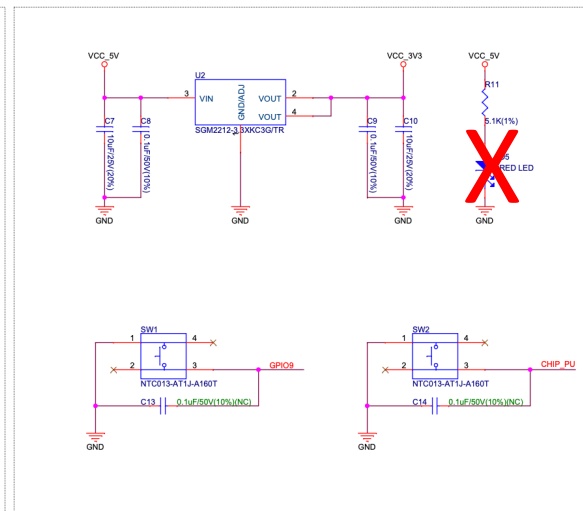 VCC_5V
VCC_3V3
VCC_5V
U2
R11
3
VIN
GND/ADJ
VOUT
2
VOUT
4
C7
C8
C9
C10
5.1K(1%)
SGM2212-3.3XKC3G/TR
10uF/25V(20%)
0.1uF/50V(10%)
0.1uF/50V(10%)
10uF/25V(20%)
RED LED
GND
GND
GND
GND
SW1
SW2
1
4
1
4
2
3
GPIO9
2
3
CHIP_PU
NTC013-AT1J-A160T
NTC013-AT1J-A160T
C13
0.1uF/50V(10%)(NC)
C14
0.1uF/50V(10%)(NC)
GND
GND